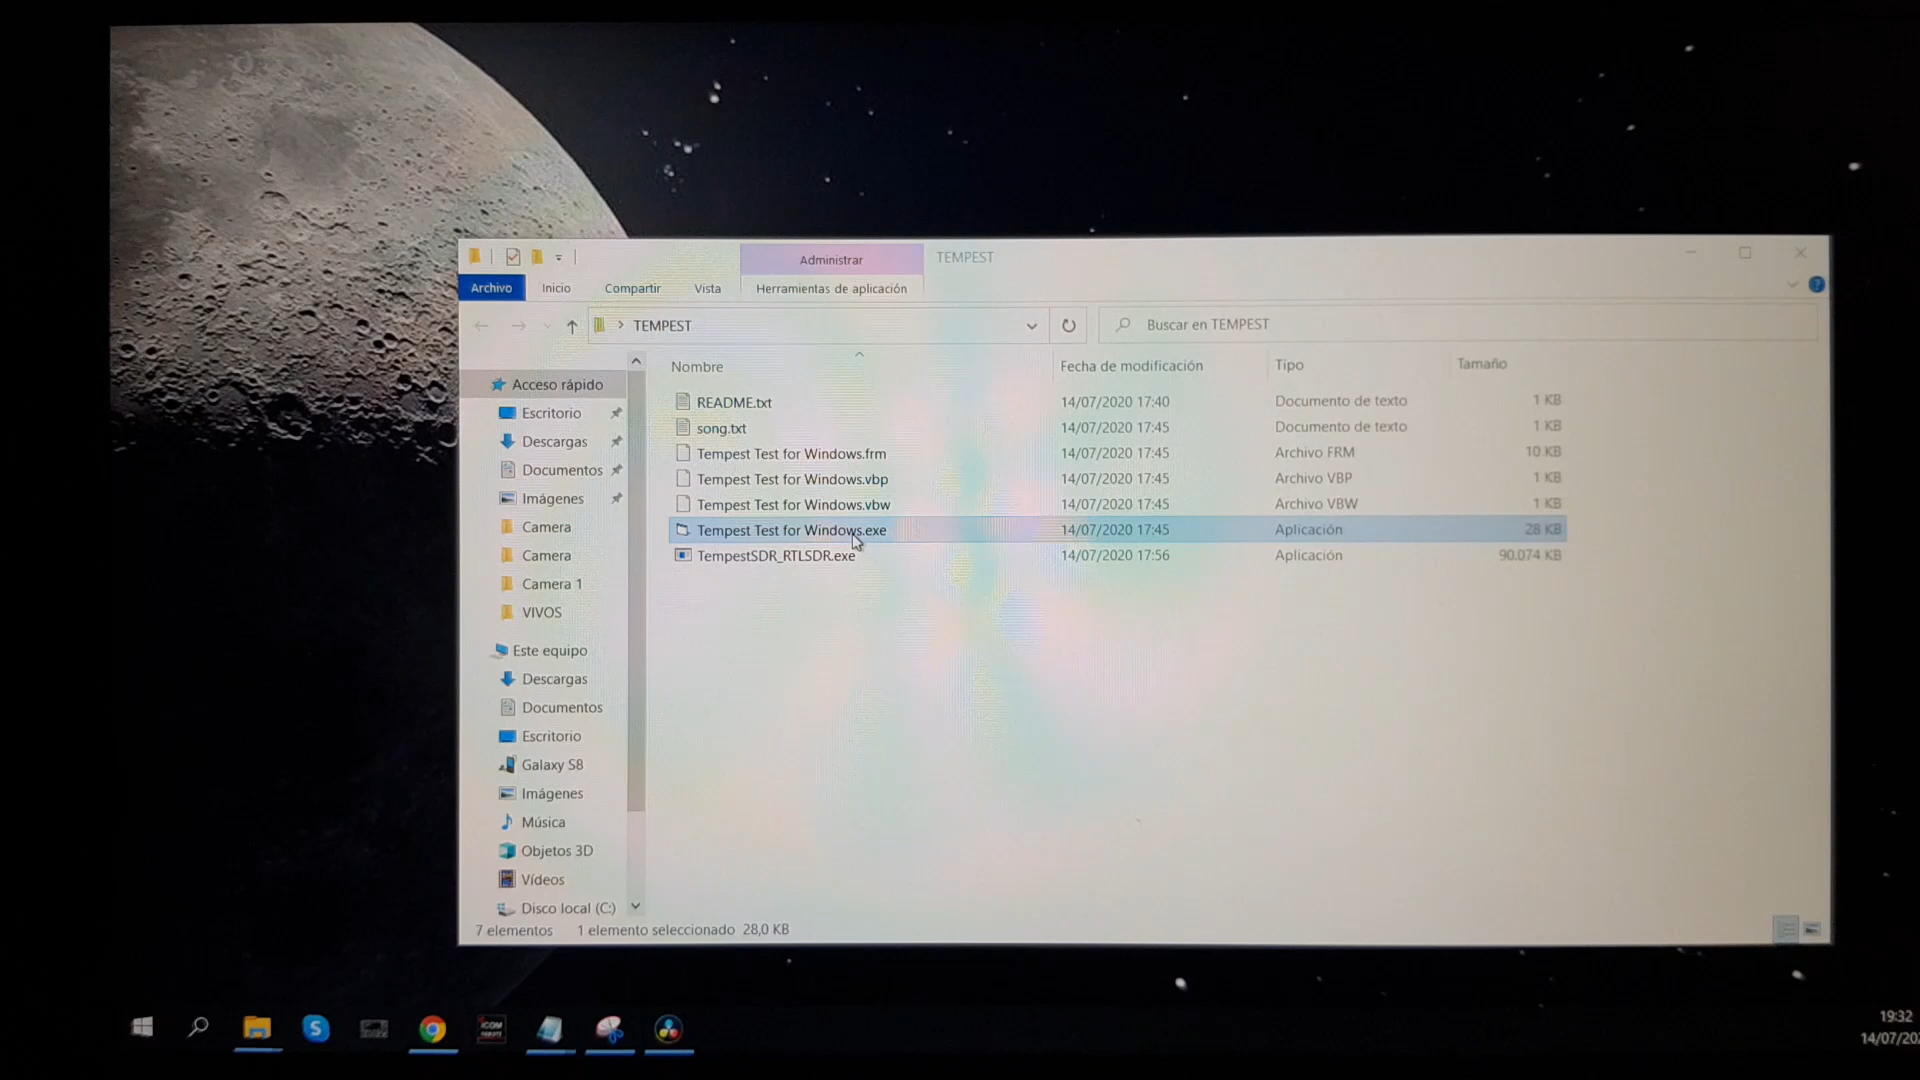 Administrar
TEMPEST
Archivo Inicio Compartir Vista Herramientas de aplicación
TEMPEST
Buscar en TEMPEST
Nombre Fecha de modificación Tipo Tamaño
README.txt 14/07/2020 17:40 Documento de texto 1 KB
song.txt 14/07/2020 17:45 Documento de texto 1 KB
Tempest Test for Windows.frm 14/07/2020 17:45 Archivo FRM 10 KB
Tempest Test for Windows.vbp 14/07/2020 17:45 Archivo VBP 1 KB
Tempest Test for Windows.vbw 14/07/2020 17:45 Archivo VBW 1 KB
Tempest Test for Windows.exe 14/07/2020 17:45 Aplicación 28 KB
TempestSDR_RTLSDR.exe 14/07/2020 17:56 Aplicación 90.074 KB
Acceso rápido
Escritorio
Descargas
Documentos
Imágenes
Camera
Camera
Camera 1
VIVOS
Este equipo
Descargas
Documentos
Escritorio
Galaxy S8
Imágenes
Música
Objetos 3D
Vídeos
Disco local (C:)
7 elementos 1 elemento seleccionado 28,0 KB
ICOM
19:32
14/07/202